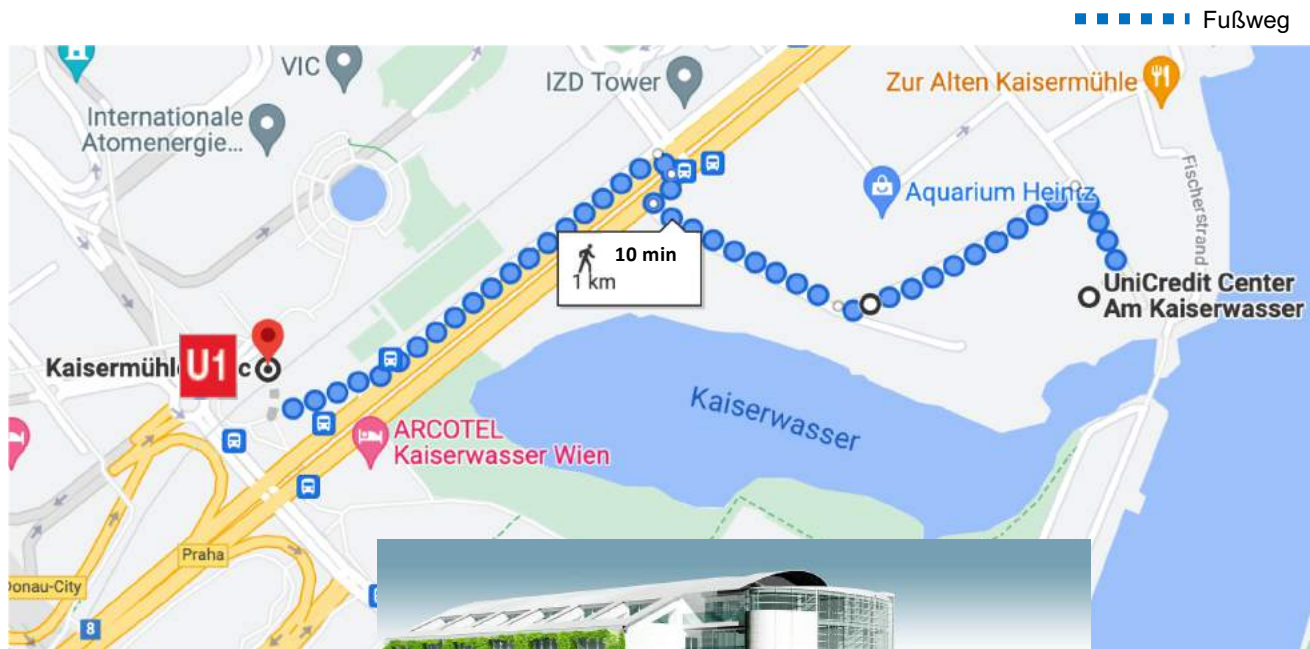 Fußweg
VIC
IZD Tower
Zur Alten Kaisermühle
Internationale
Atomenergie...
Fischerstrand
Aquarium Heintz
10 min
1 km
UniCredit Center
Am Kaiserwasser
Kaisermühl
U1
c
Kaiserwasser
ARCOTEL
Kaiserwasser Wien
Praha
Donau-City
8